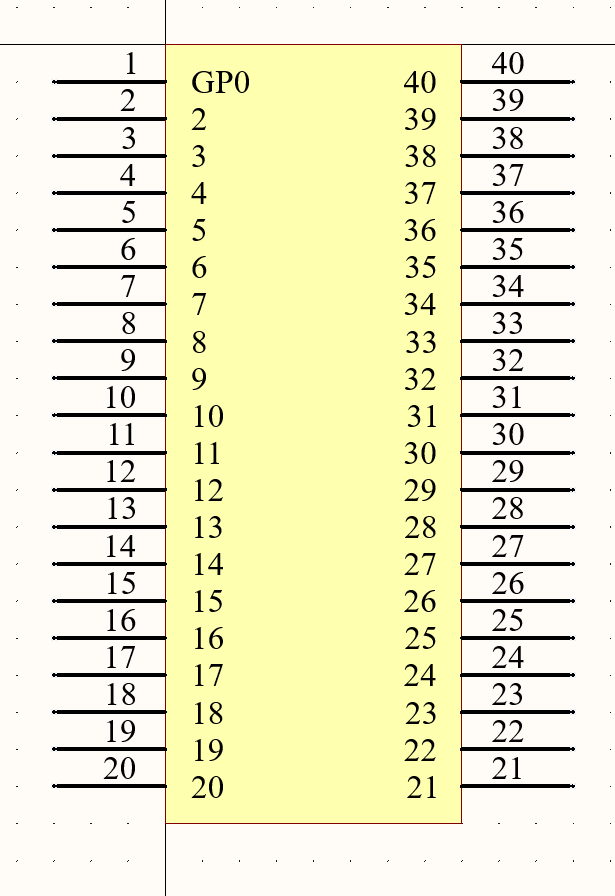 1 GP0 40 40
2 2 39 39
3 3 38 38
4 4 37 37
5 5 36 36
6 6 35 35
7 7 34 34
8 8 33 33
9 9 32 32
10 10 31 31
11 11 30 30
12 12 29 29
13 13 28 28
14 14 27 27
15 15 26 26
16 16 25 25
17 17 24 24
18 18 23 23
19 19 22 22
20 20 21 21